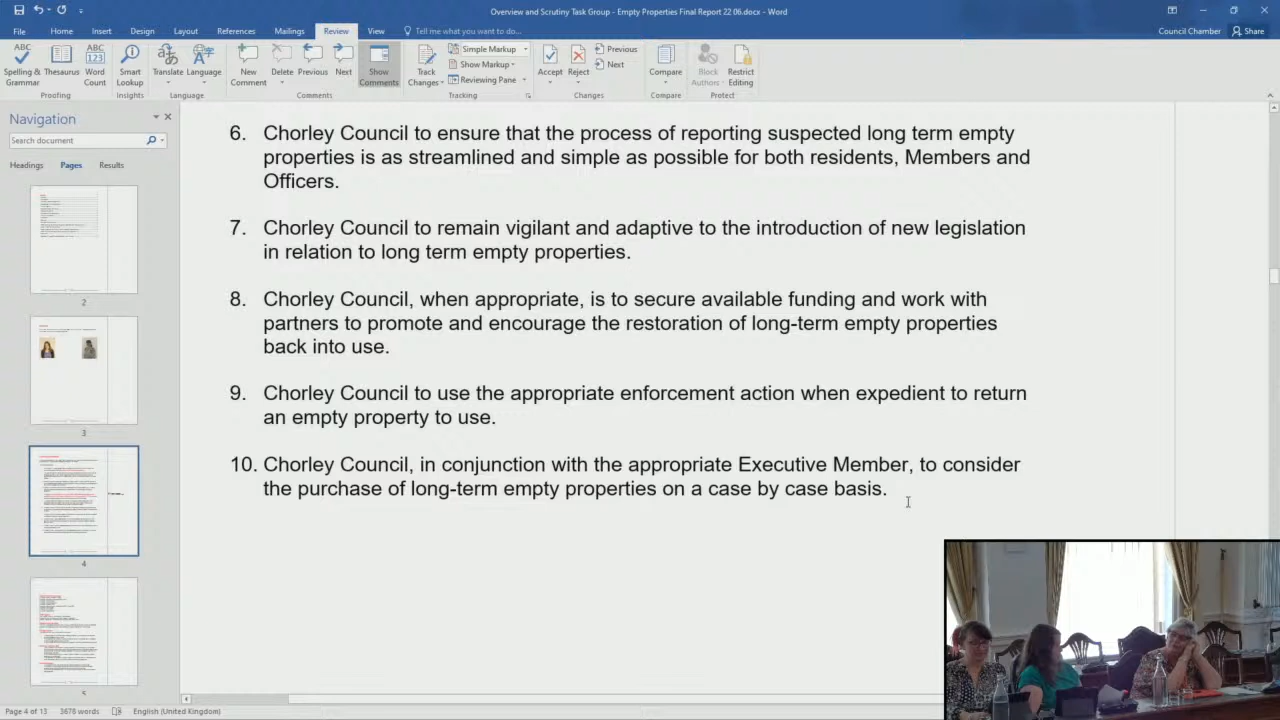 Overview and Scrutiny Task Group - Empty Properties Final Report 22 06.docx - Word
File Home Insert Design Layout References Mailings Review View Tell me what you want to do... Council Chamber Share
ABC Spelling & Grammar
Thesaurus
ABC 123 Word Count
Smart Lookup
Translate
Language
New Comment
Delete
Previous
Next
Show Comments
Track Changes
Simple Markup
Show Markup
Reviewing Pane
Accept
Reject
Previous
Next
Compare
Block Authors
Restrict Editing
Proofing Insights Language Comments Tracking Changes Compare Protect
Navigation
Search document
Headings Pages Results
2
3
4
5
6. Chorley Council to ensure that the process of reporting suspected long term empty
properties is as streamlined and simple as possible for both residents, Members and
Officers.
7. Chorley Council to remain vigilant and adaptive to the introduction of new legislation
in relation to long term empty properties.
8. Chorley Council, when appropriate, is to secure available funding and work with
partners to promote and encourage the restoration of long-term empty properties
back into use.
9. Chorley Council to use the appropriate enforcement action when expedient to return
an empty property to use.
10. Chorley Council, in conjunction with the appropriate Executive Member, to consider
the purchase of long-term empty properties on a case by case basis.
Page 4 of 13 3678 words English (United Kingdom)